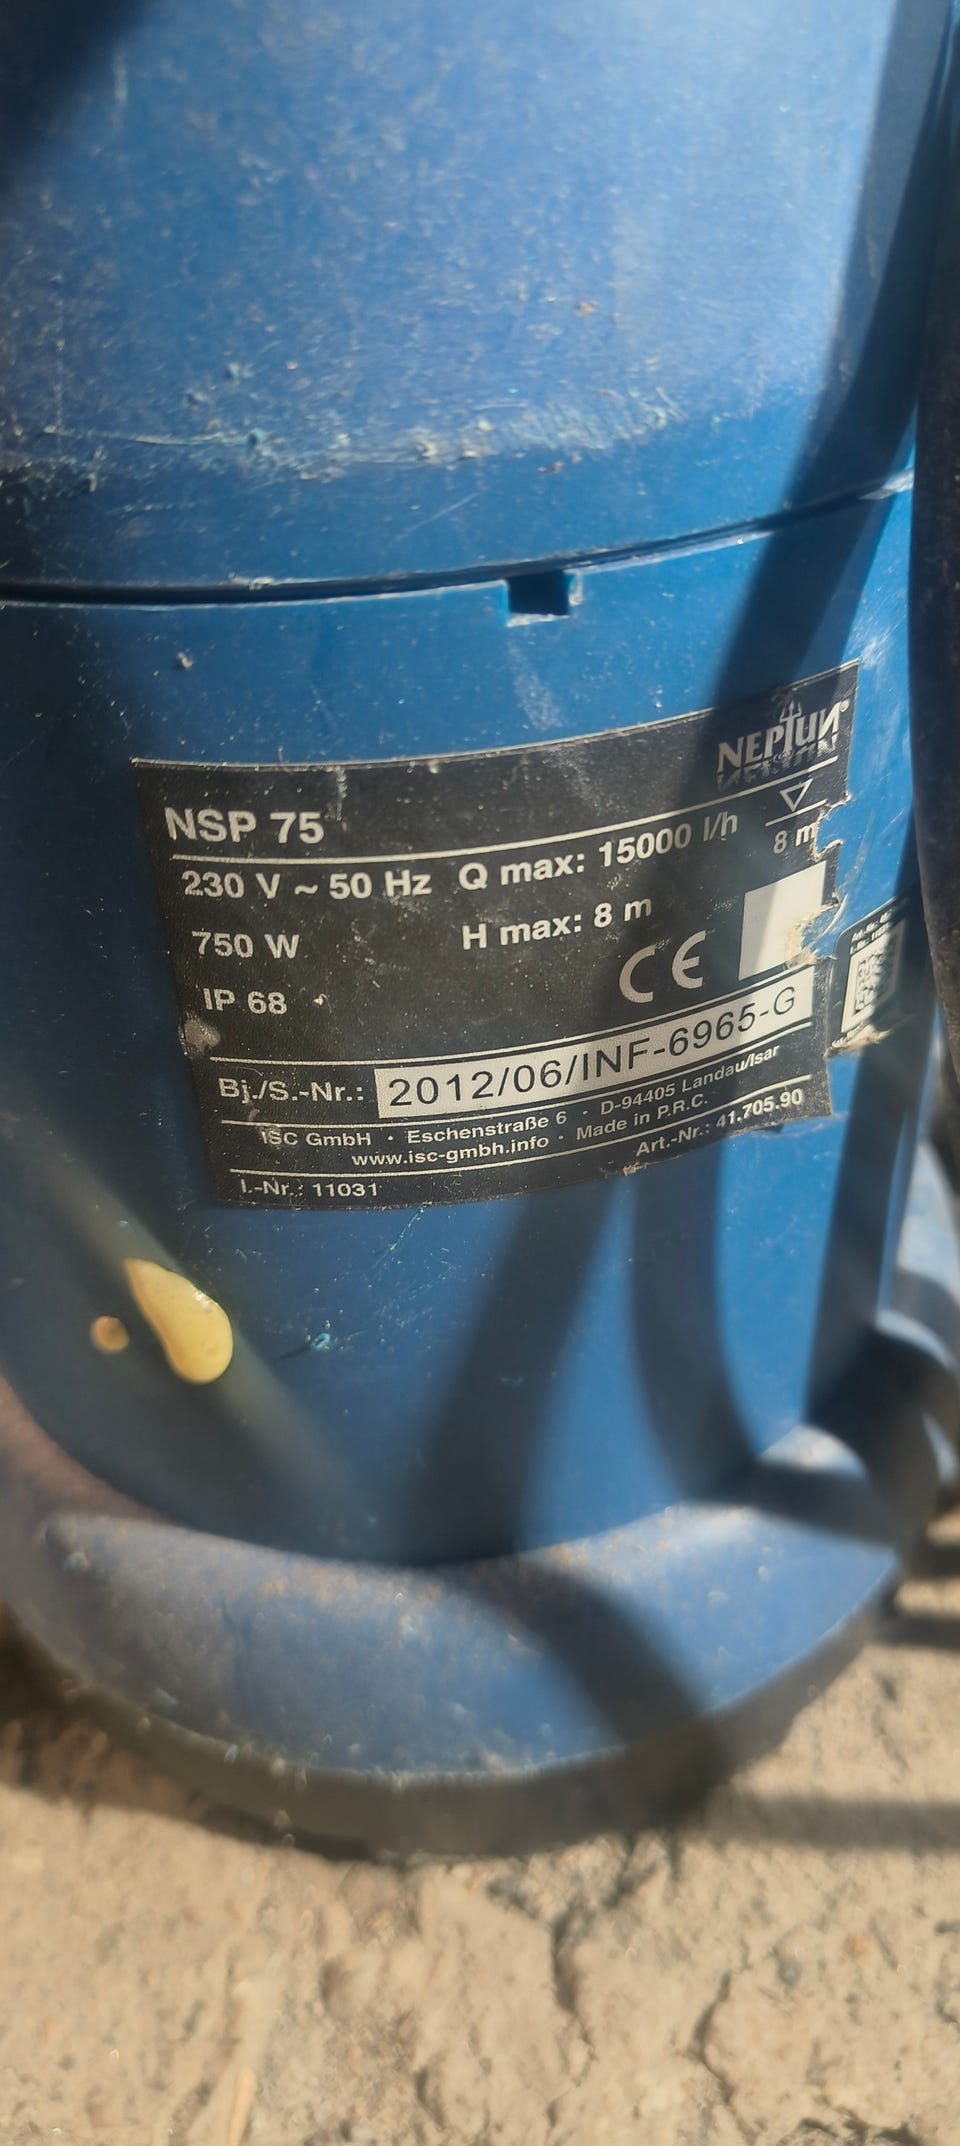 NEPTUN®
NSP 75
230 V ~ 50 Hz Q max: 15000 l/h
8 m
750 W H max: 8 m
IP 68 CE
Bj./S.-Nr.: 2012/06/INF-6965-G
ISC GmbH · Eschenstraße 6 · D-94405 Landau/Isar
www.isc-gmbh.info · Made in P.R.C.
Art.-Nr.: 41.705.90
I.-Nr.: 11031